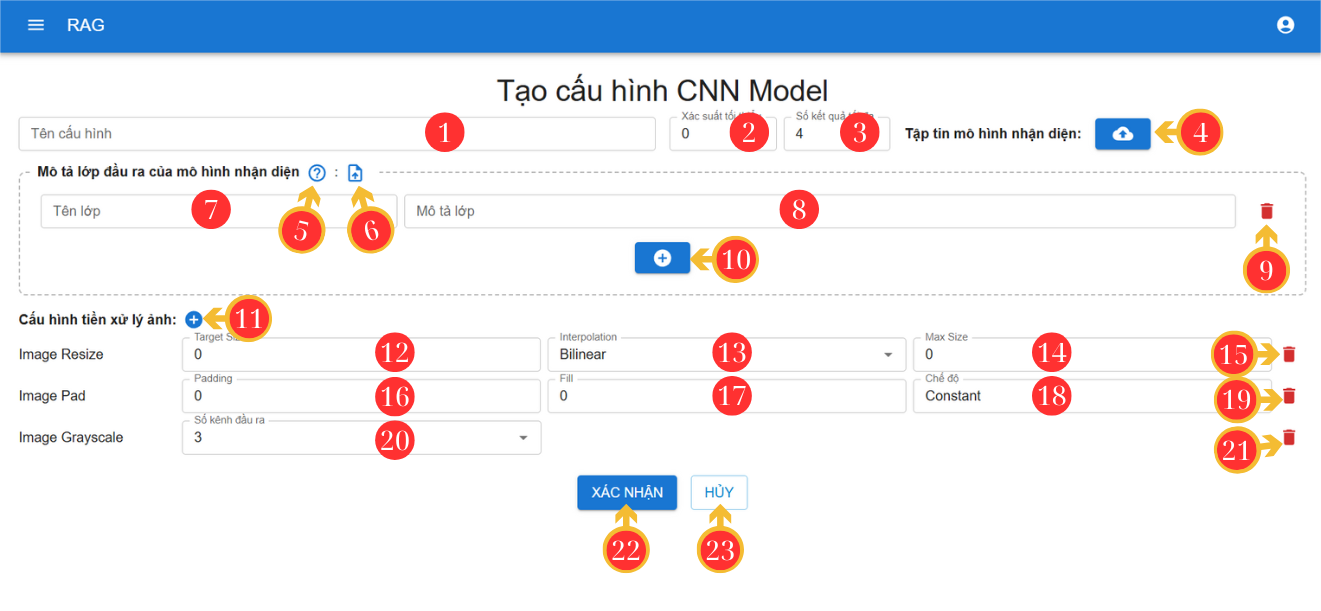 RAG
Tạo cấu hình CNN Model
Tên cấu hình 1
Xác suất tối
0 2
Số kết quả
4 3
Tập tin mô hình nhận diện: 4
Mô tả lớp đầu ra của mô hình nhận diện ? :
5 6
Tên lớp 7 Mô tả lớp 8
9
10
Cấu hình tiền xử lý ảnh: 11
Image Resize
Target
0 12
Interpolation
Bilinear 13
Max Size
0 14
15
Image Pad
Padding
0 16
Fill
0 17
Chế độ
Constant 18
19
Image Grayscale
Số kênh đầu ra
3 20
21
XÁC NHẬN HỦY
22 23